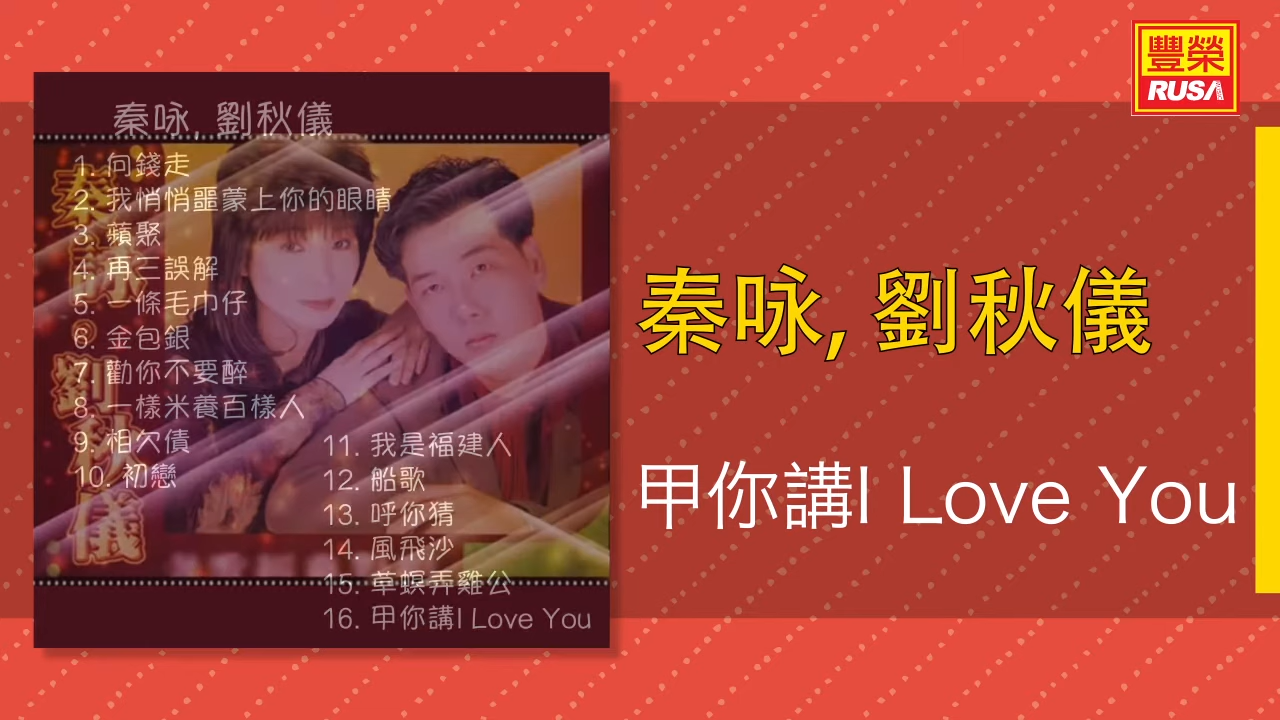 豐榮
RUSA
秦咏, 劉秋儀
1. 向錢走
2. 我悄悄噩蒙上你的眼睛
3. 蘋聚
4. 再三誤解
5. 一條毛巾仔
6. 金包銀
7. 勸你不要醉
8. 一樣米養百樣人
9. 相欠債
10. 初戀
11. 我是福建人
12. 船歌
13. 呼你猜
14. 風飛沙
15. 草螟弄雞公
16. 甲你講I Love You
秦咏, 劉秋儀
甲你講I Love You